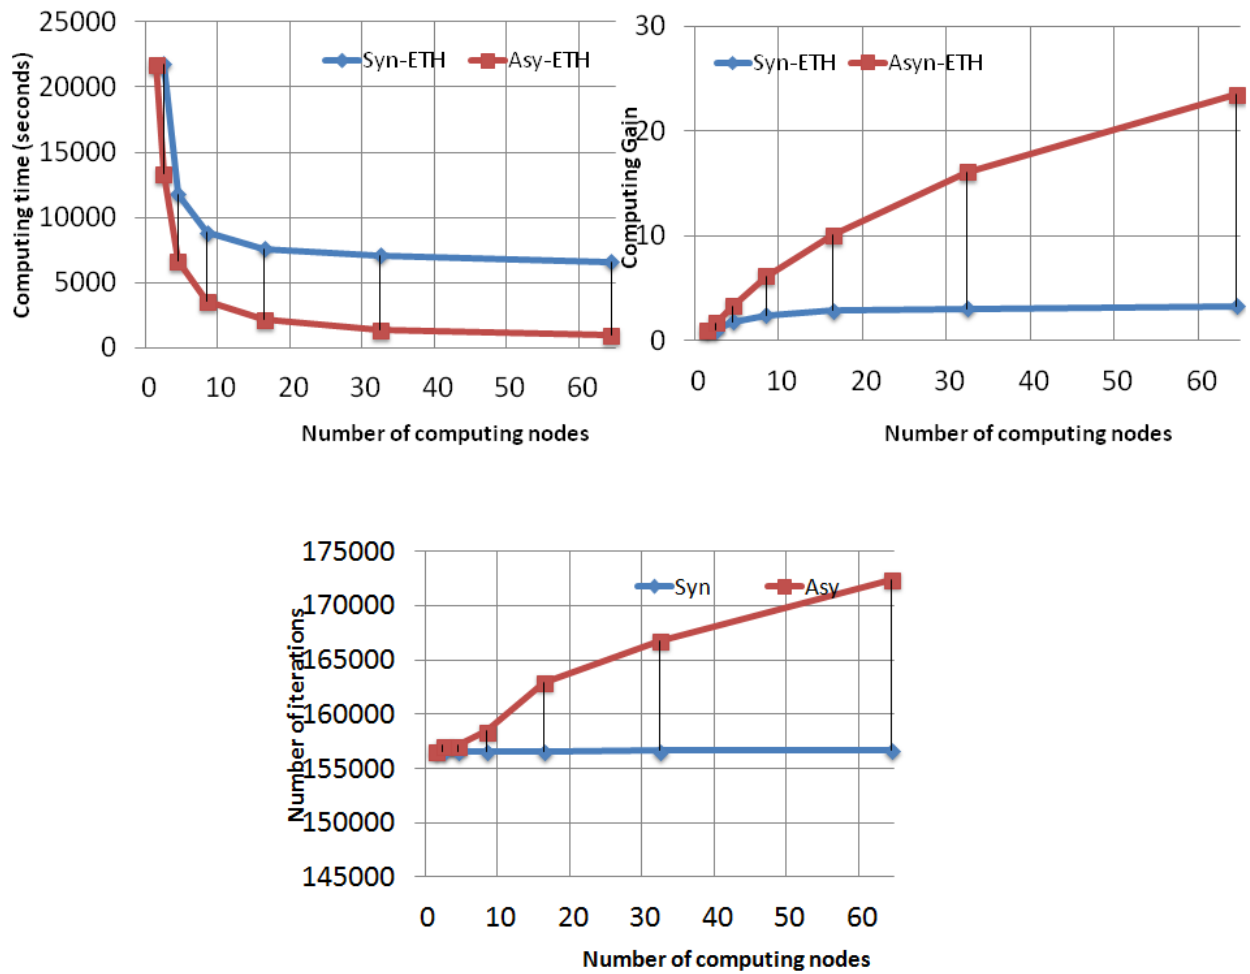 25000
20000
15000
10000
5000
0
Computing time (seconds)
Syn-ETH Asy-ETH
0 10 20 30 40 50 60
Number of computing nodes
30
20
10
0
Computing Gain
Syn-ETH Asyn-ETH
0 10 20 30 40 50 60
Number of computing nodes
175000
170000
165000
160000
155000
150000
145000
Number of iterations
Syn Asy
0 10 20 30 40 50 60
Number of computing nodes